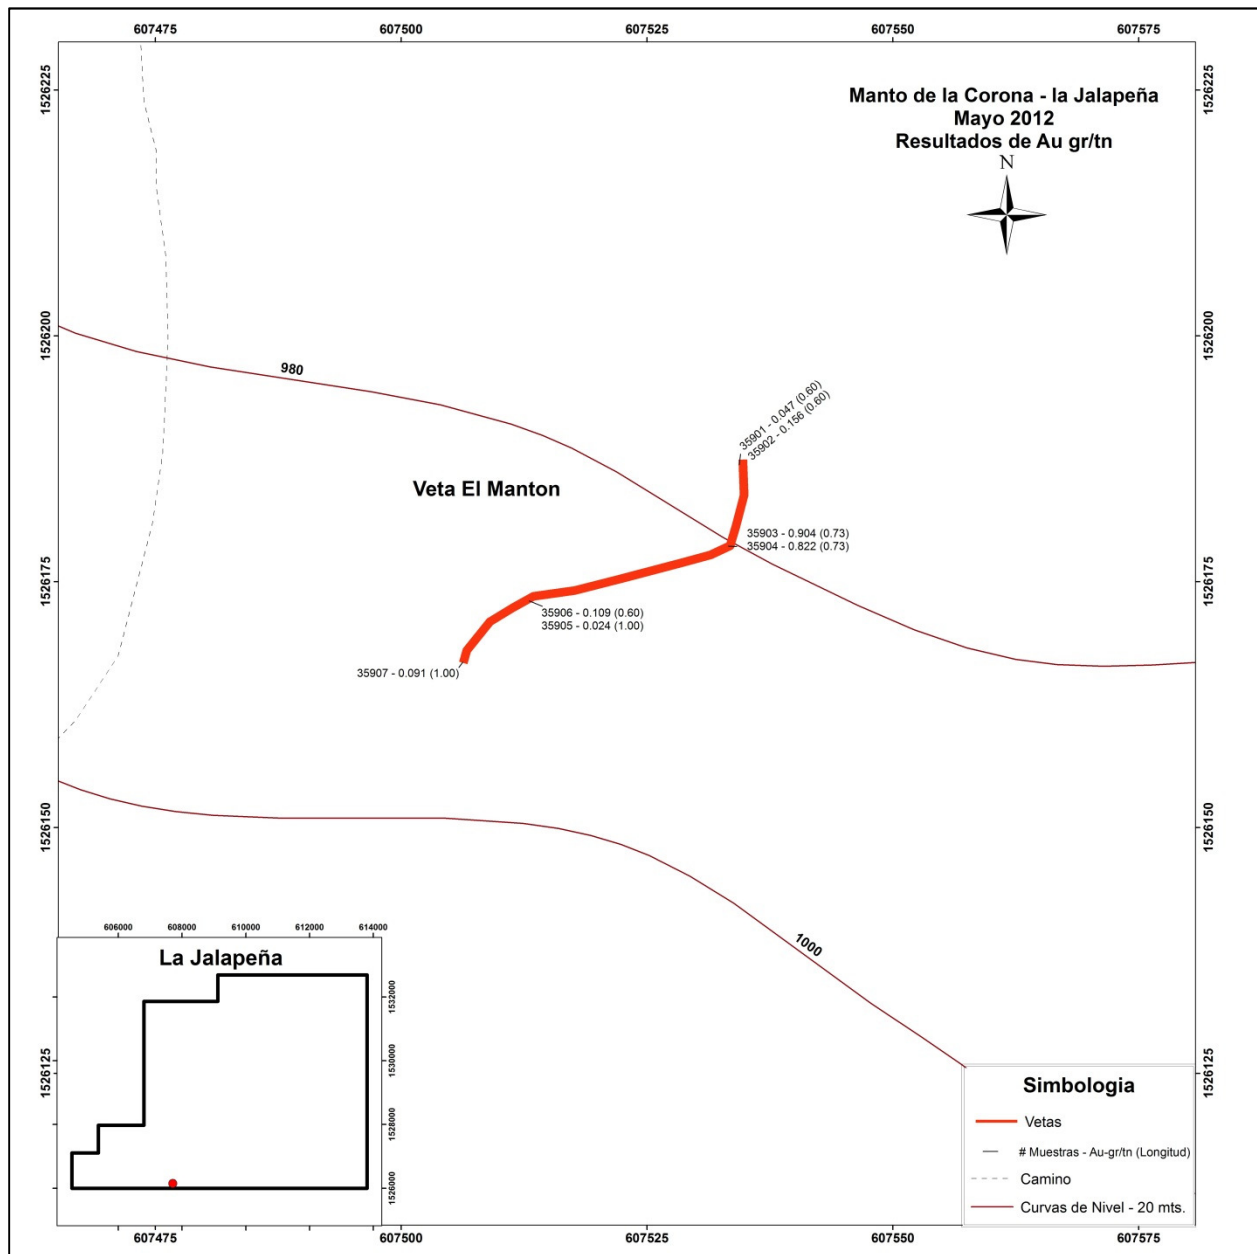 607475 607500 607525 607550 607575
1526225 1526225
Manto de la Corona - la Jalapeña
Mayo 2012
Resultados de Au gr/tn
N
1526200 1526200
980
35901 - 0.047 (0.60)
35902 - 0.156 (0.60)
Veta El Manton
35903 - 0.904 (0.73)
35904 - 0.822 (0.73)
1526175 1526175
35906 - 0.109 (0.60)
35905 - 0.024 (1.00)
35907 - 0.091 (1.00)
1526150 1526150
1000
606000 608000 610000 612000 614000
La Jalapeña
1532000
1530000
1528000
1526000
1526125 1526125
Simbologia
Vetas
# Muestras - Au-gr/tn (Longitud)
Camino
Curvas de Nivel - 20 mts.
607475 607500 607525 607550 607575